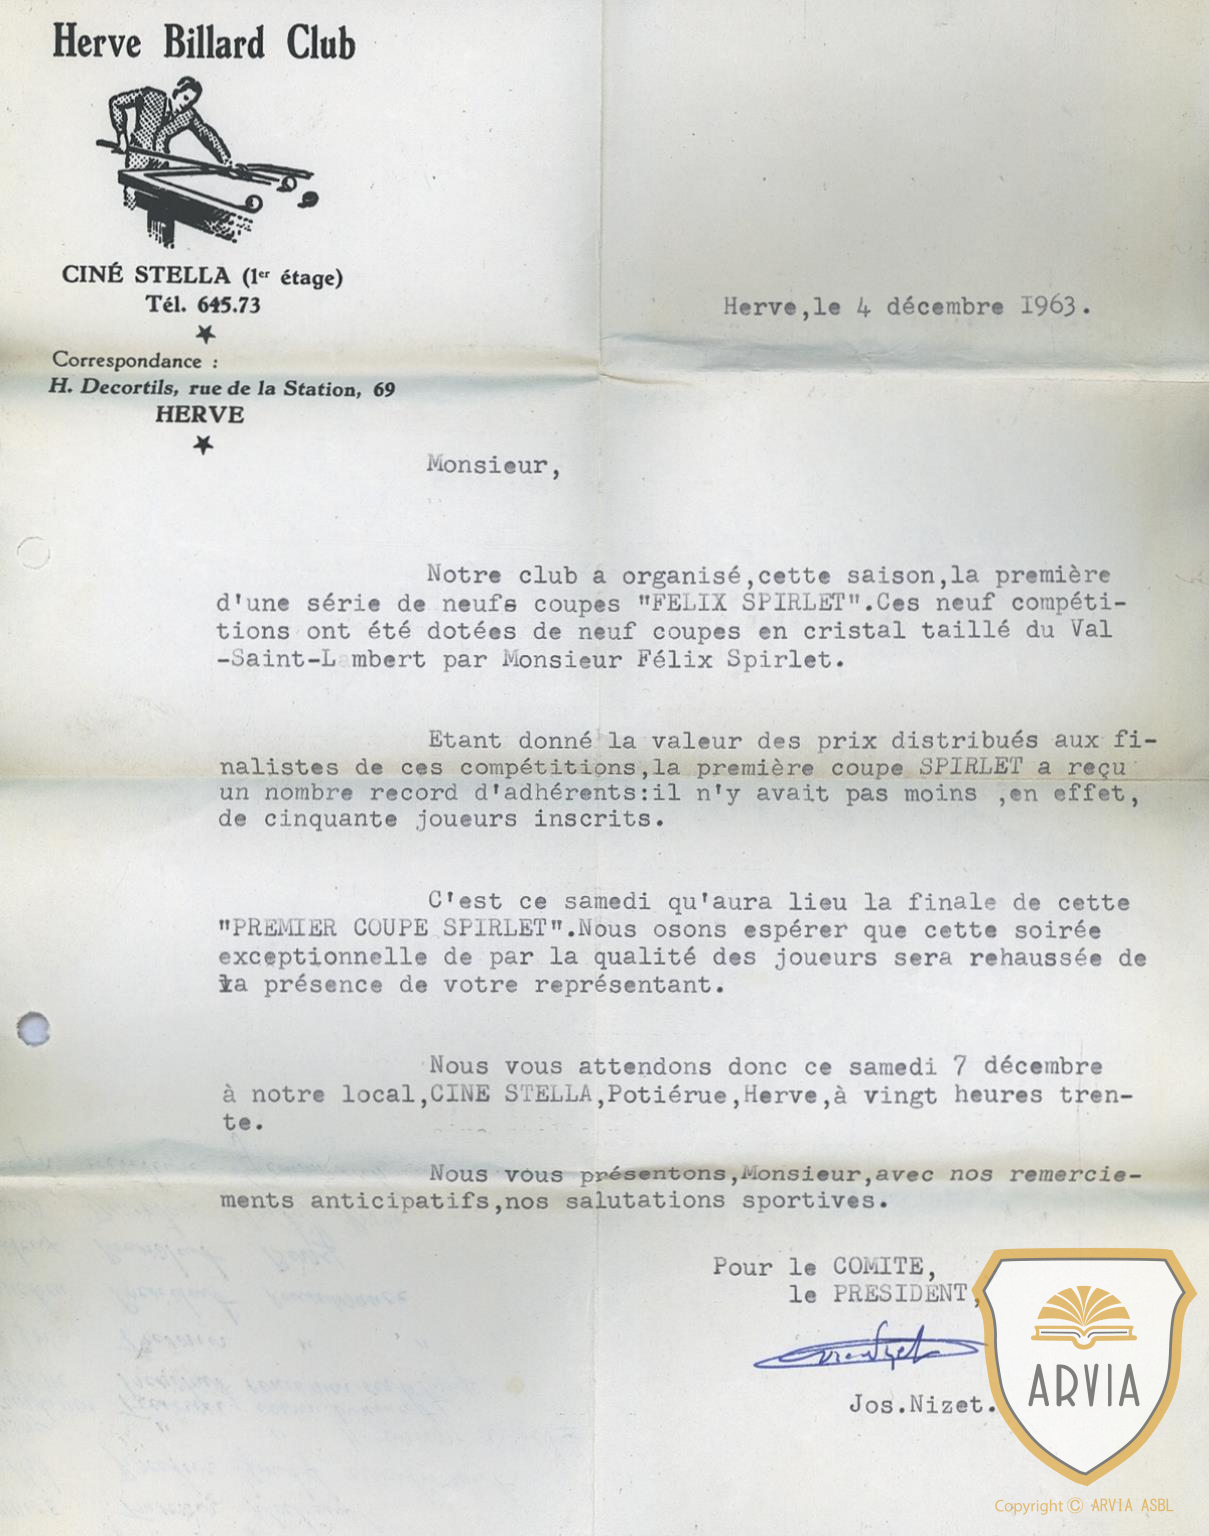 Herve Billard Club
CINÉ STELLA (1er étage)
Tél. 645.73
Correspondance :
H. Decortils, rue de la Station, 69
HERVE
Herve,le 4 décembre 1963.
Monsieur,
Notre club a organisé,cette saison,la première
d'une série de neufs coupes "FELIX SPIRLET".Ces neuf compéti-
tions ont été dotées de neuf coupes en cristal taillé du Val
-Saint-Lambert par Monsieur Félix Spirlet.
Etant donné la valeur des prix distribués aux fi-
nalistes de ces compétitions,la première coupe SPIRLET a reçu
un nombre record d'adhérents:il n'y avait pas moins ,en effet,
de cinquante joueurs inscrits.
C'est ce samedi qu'aura lieu la finale de cette
"PREMIER COUPE SPIRLET".Nous osons espérer que cette soirée
exceptionnelle de par la qualité des joueurs sera rehaussée de
la présence de votre représentant.
Nous vous attendons donc ce samedi 7 décembre
à notre local,CINE STELLA,Potiérue,Herve,à vingt heures tren-
te.
Nous vous présentons,Monsieur,avec nos remercie-
ments anticipatifs,nos salutations sportives.
Pour le COMITE,
le PRESIDENT,
Jos.Nizet.
ARVIA
Copyright © ARVIA ASBL